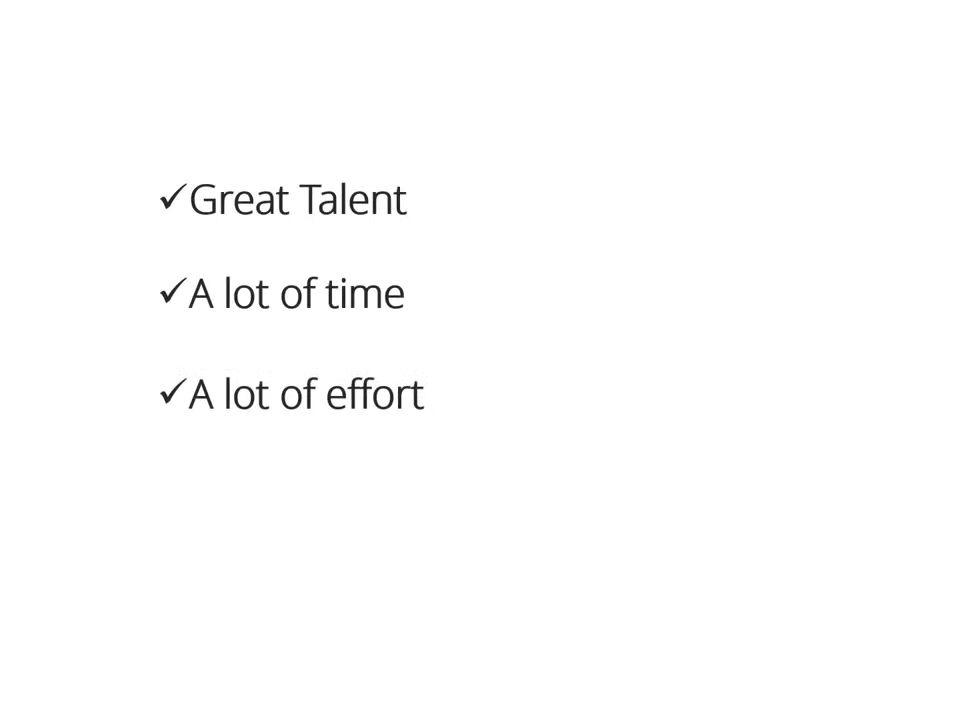 ✓Great Talent
✓A lot of time
✓A lot of effort